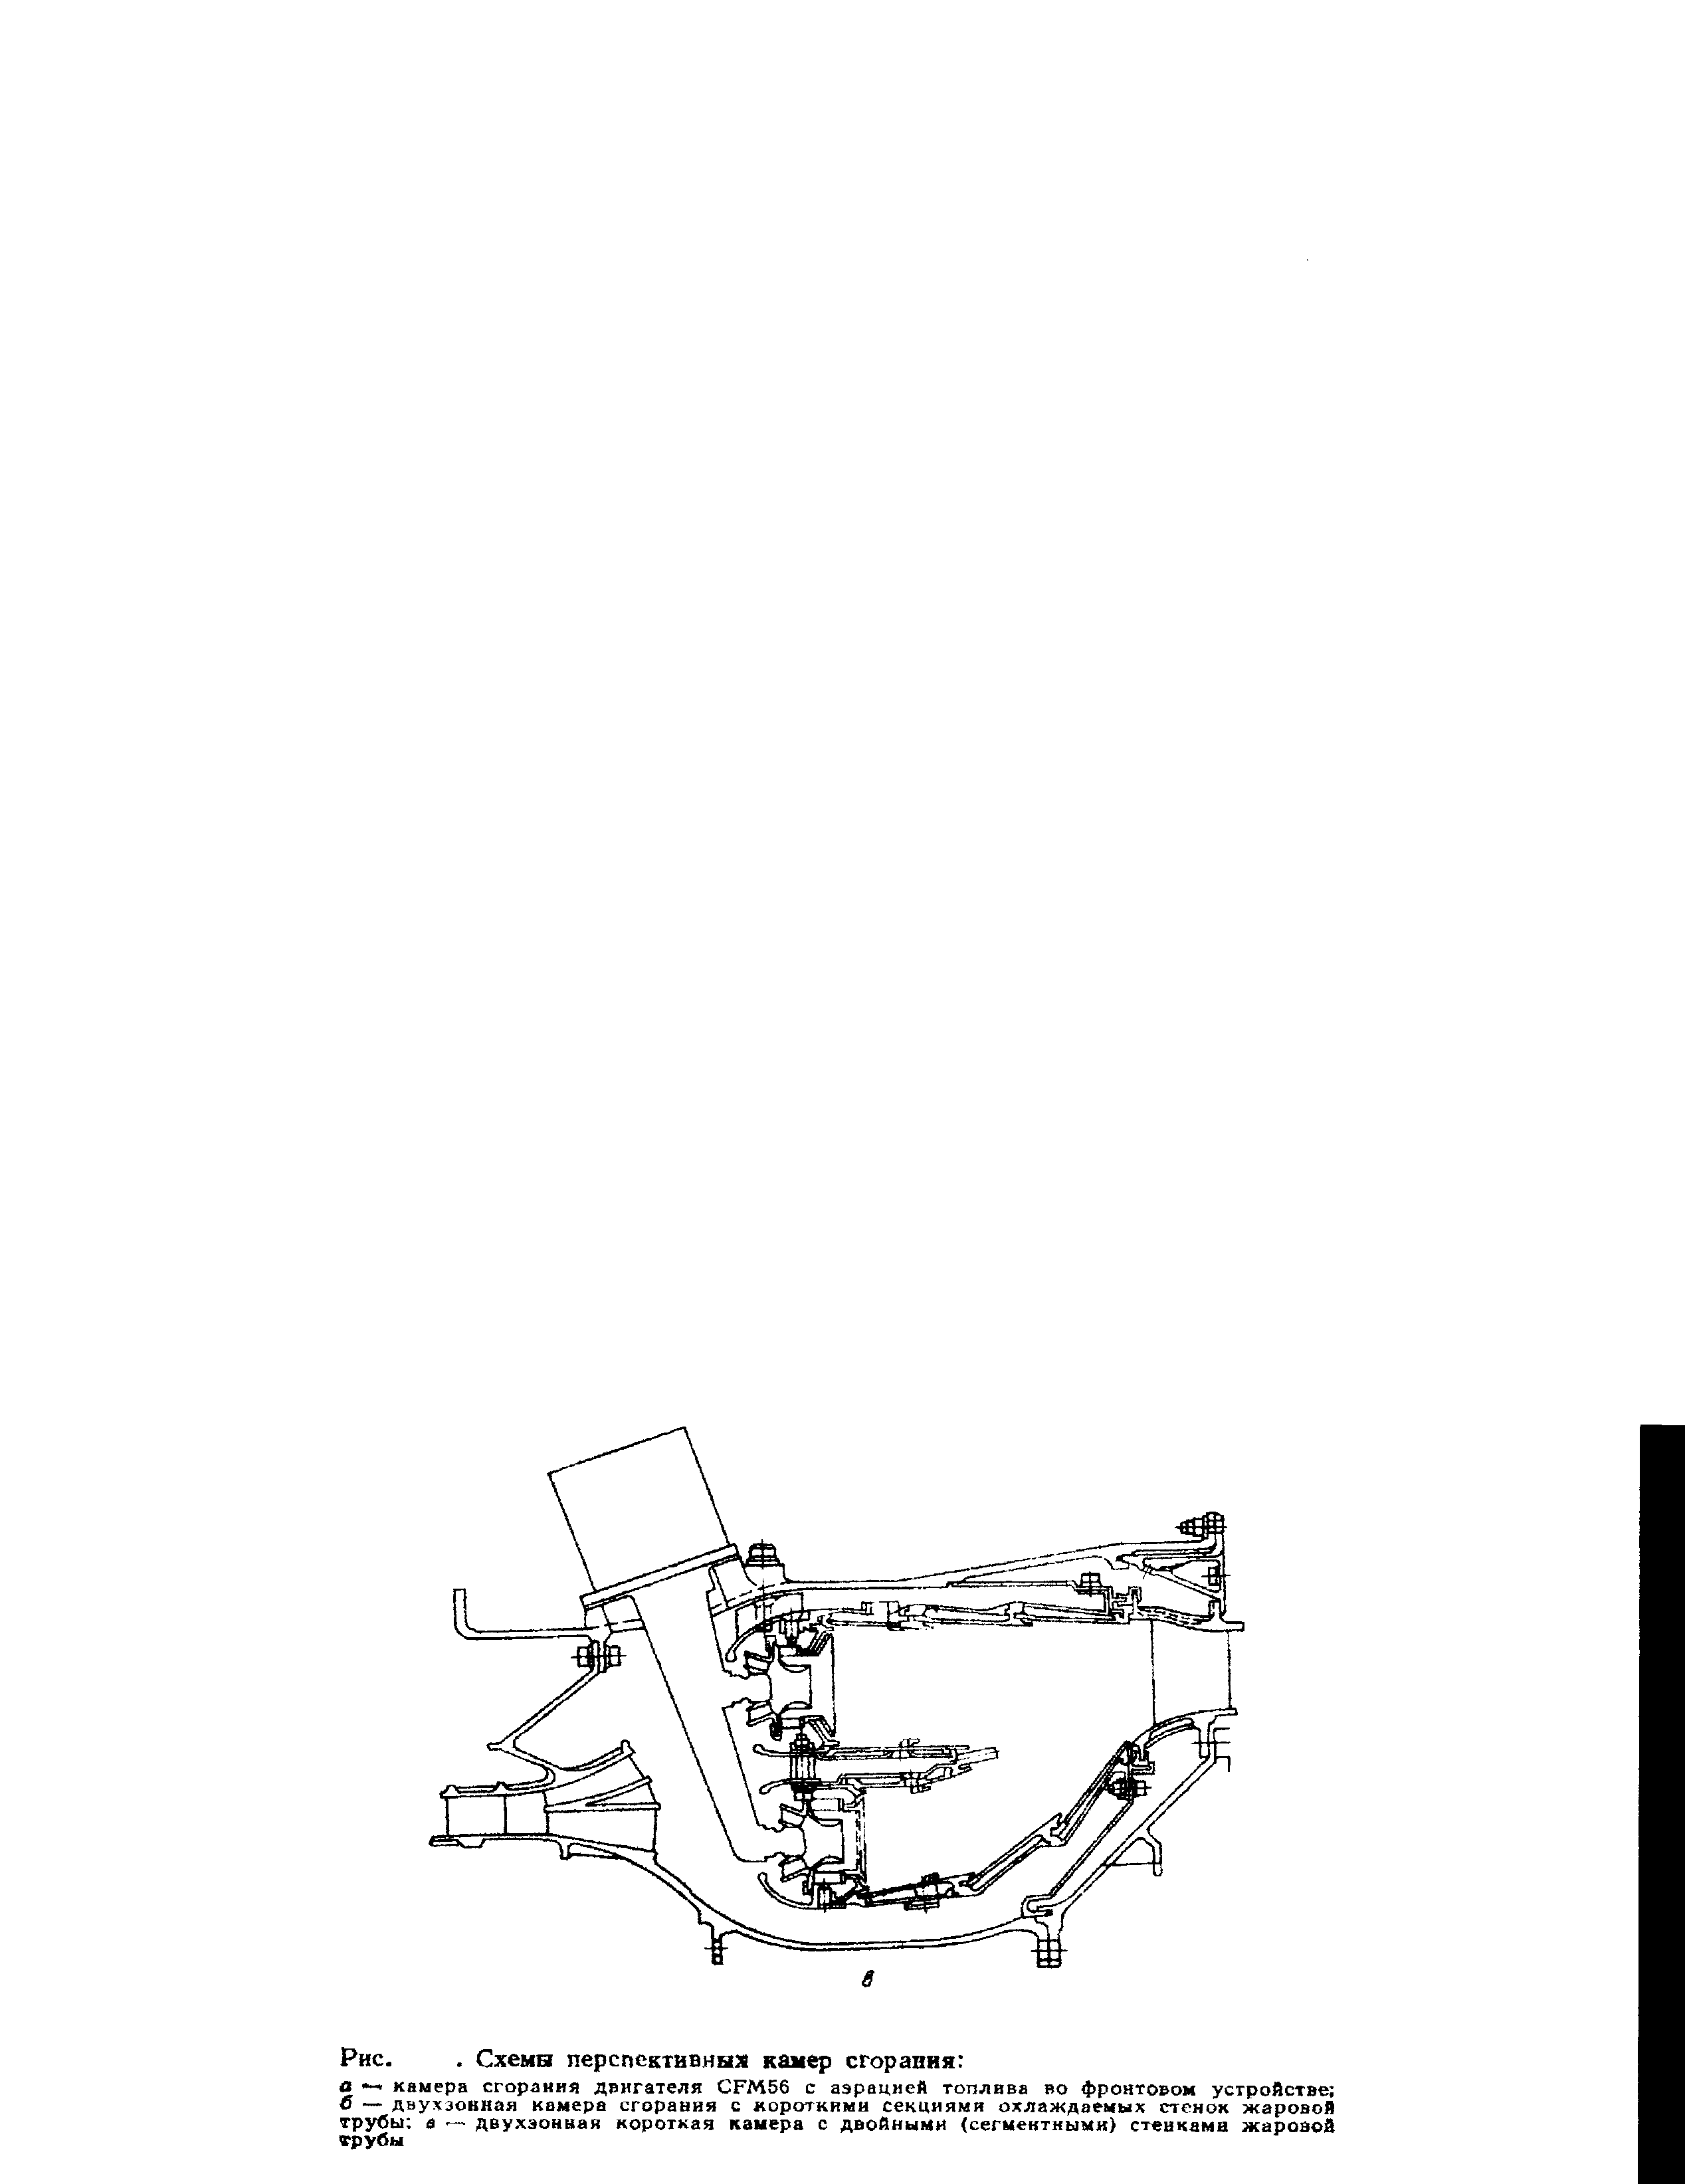 в
Рис. . Схемы перспективных камер сгорания:
а — камера сгорания двигателя CFM56 с аэрацией топлива во фронтовом устройстве;
б — двухзонная камера сгорания с короткими секциями охлаждаемых стенок жаровой
трубы; в — двухзонная короткая камера с двойными (сегментными) стенками жаровой
трубы